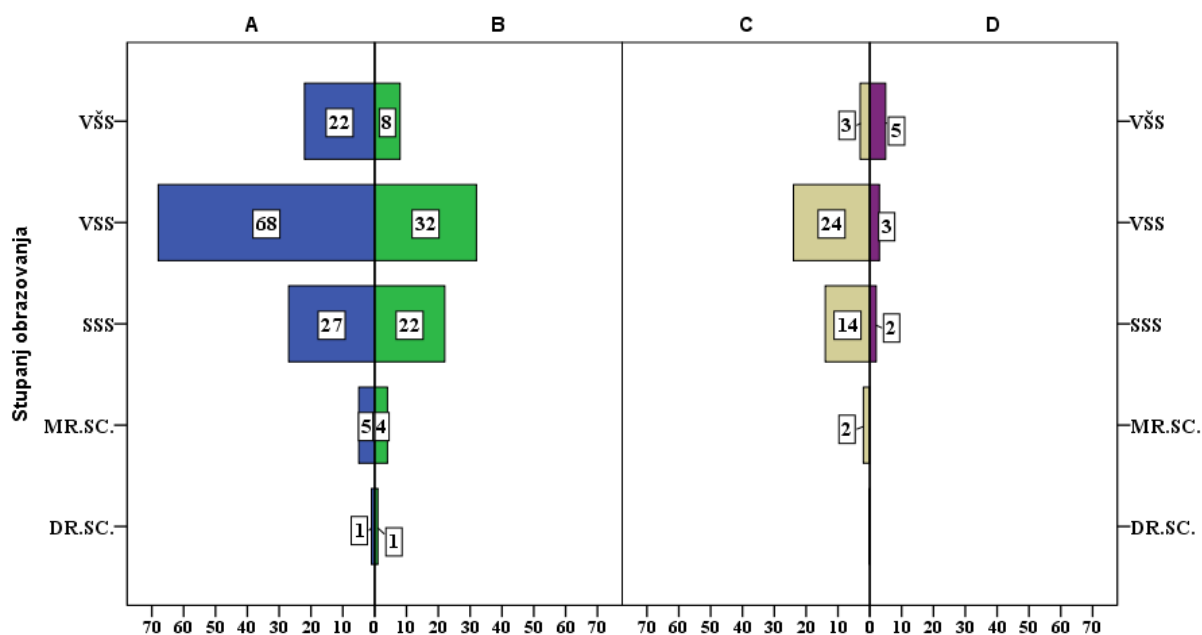 A B C D
Stupanj obrazovanja
VŠS 22 8 3 5 VŠS
VSS 68 32 24 3 VSS
SSS 27 22 14 2 SSS
MR.SC. 5 4 2 MR.SC.
DR.SC. 1 1 DR.SC.
70 60 50 40 30 20 10 0 10 20 30 40 50 60 70 70 60 50 40 30 20 10 0 10 20 30 40 50 60 70